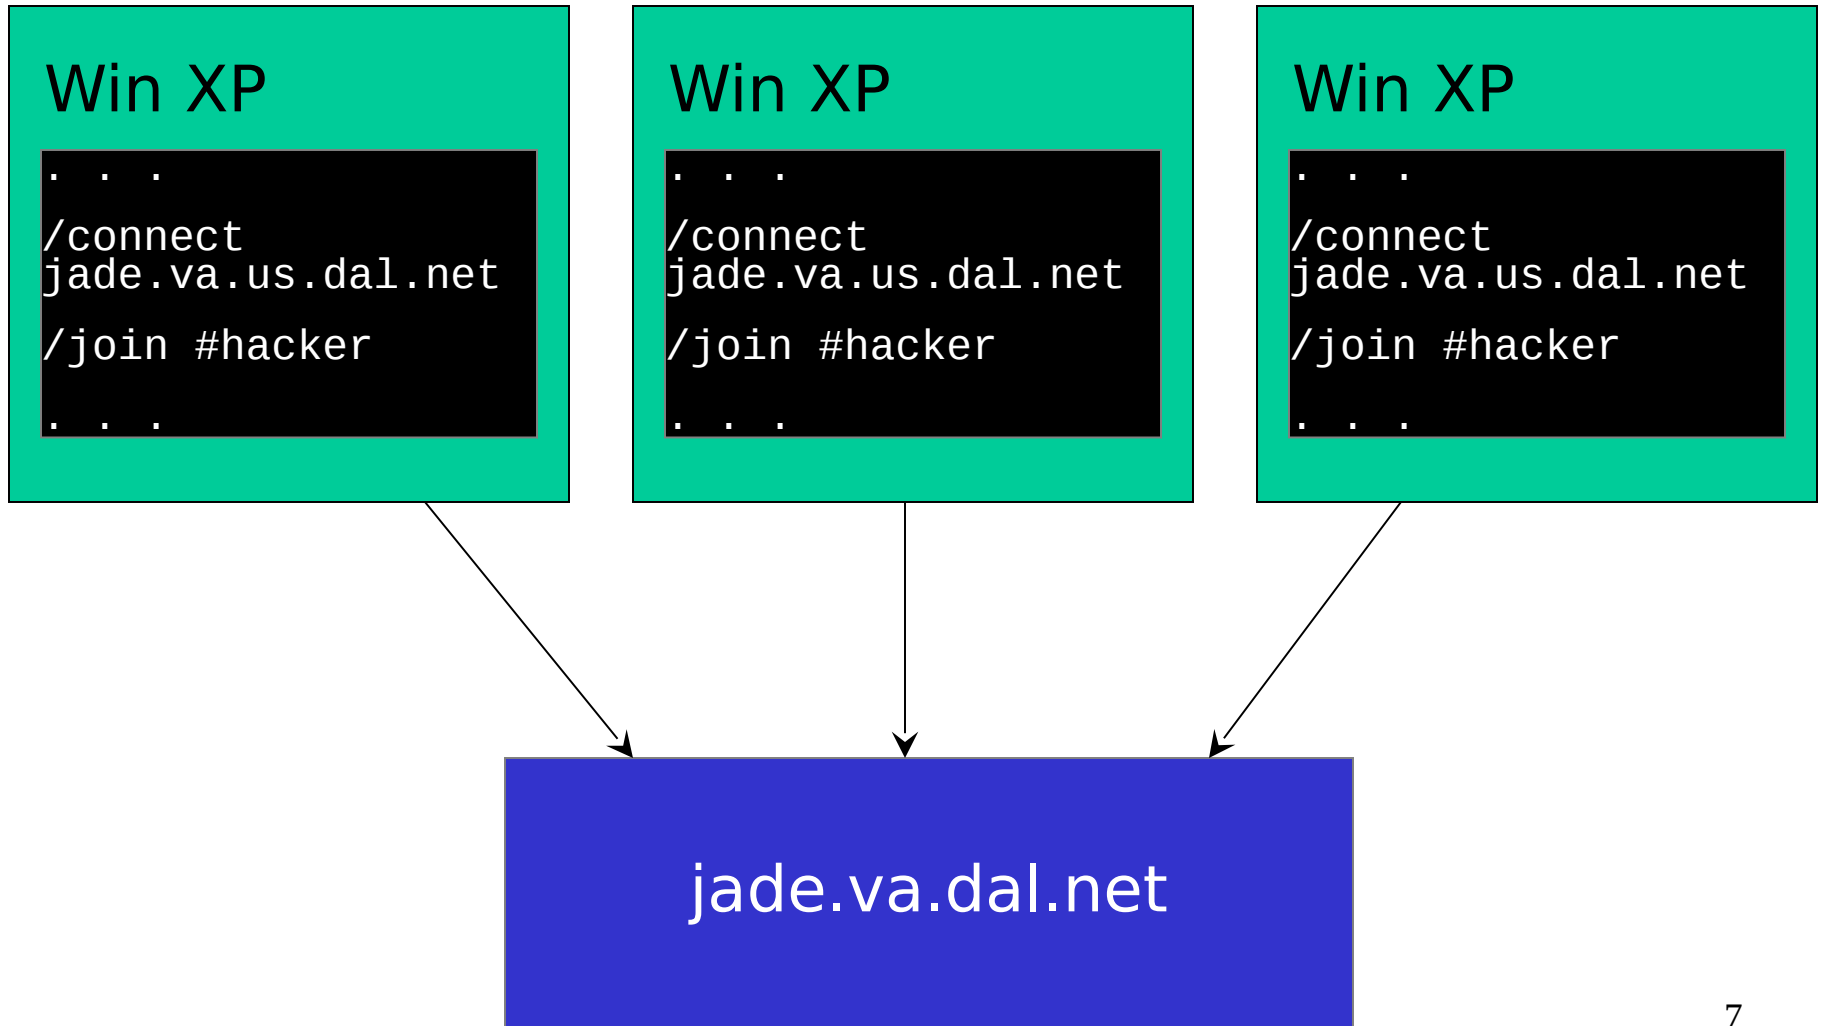 Win XP
. . .
/connect
jade.va.us.dal.net
/join #hacker
. . .
Win XP
. . .
/connect
jade.va.us.dal.net
/join #hacker
. . .
Win XP
. . .
/connect
jade.va.us.dal.net
/join #hacker
. . .
jade.va.dal.net
7